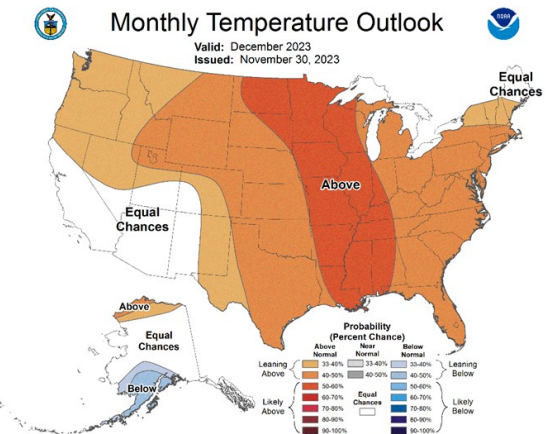 Monthly Temperature Outlook
Valid: December 2023
Issued: November 30, 2023
NOAA
Equal
Chances
Above
Equal
Chances
Above
Equal
Chances
Below
Probability
(Percent Chance)
Above
Normal
Near
Normal
Below
Normal
Leaning
Above
33-40%
33-40%
33-40%
Leaning
Below
40-50%
40-50%
40-50%
Likely
Above
50-60%
Equal
Chances
50-60%
Likely
Below
60-70%
60-70%
70-80%
70-80%
80-90%
80-90%
90-100%
90-100%